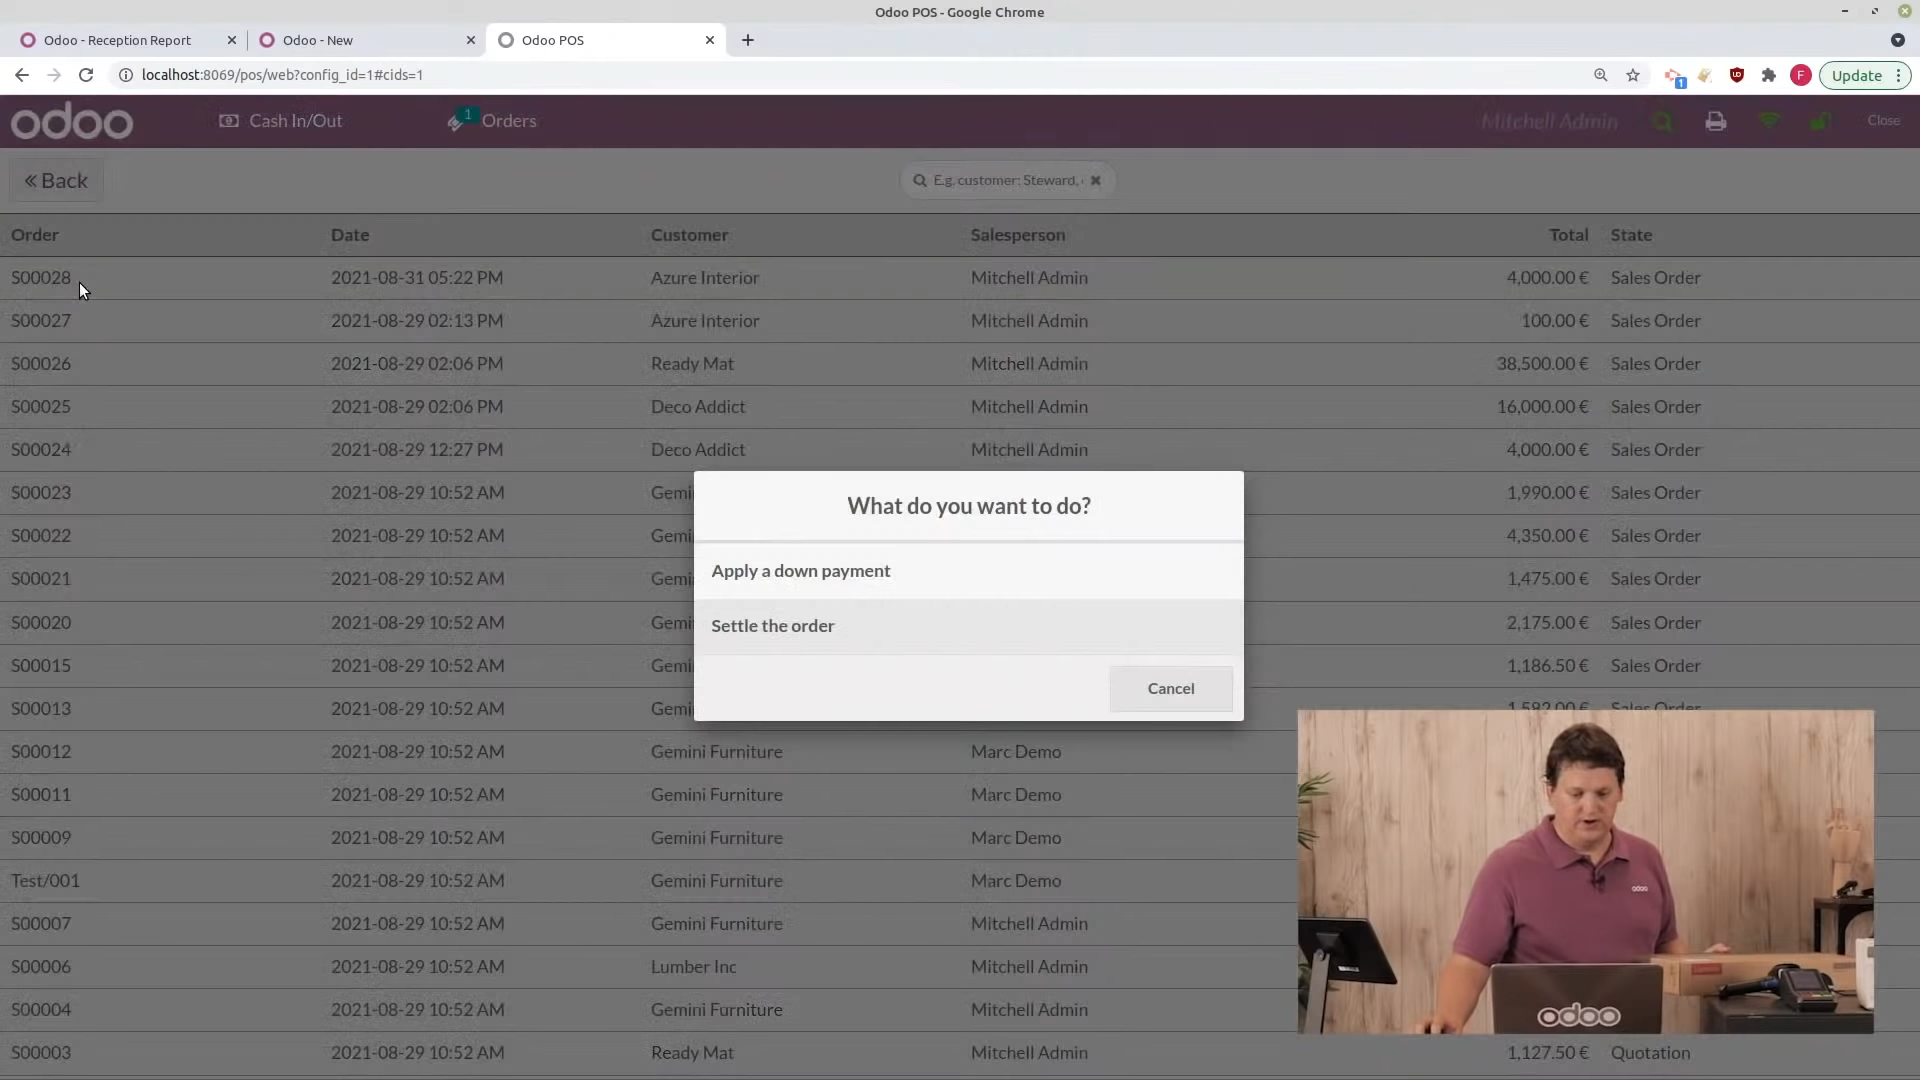 Odoo POS - Google Chrome
Odoo - Reception Report
Odoo - New
Odoo POS
localhost:8069/pos/web?config_id=1#cids=1
1
F
Update
odoo
Cash In/Out
1
Orders
Mitchell Admin
Close
« Back
E.g. customer: Steward,
Order Date Customer Salesperson Total State
S00028 2021-08-31 05:22 PM Azure Interior Mitchell Admin 4,000.00 € Sales Order
S00027 2021-08-29 02:13 PM Azure Interior Mitchell Admin 100.00 € Sales Order
S00026 2021-08-29 02:06 PM Ready Mat Mitchell Admin 38,500.00 € Sales Order
S00025 2021-08-29 02:06 PM Deco Addict Mitchell Admin 16,000.00 € Sales Order
S00024 2021-08-29 12:27 PM Deco Addict Mitchell Admin 4,000.00 € Sales Order
S00023 2021-08-29 10:52 AM Gemi 1,990.00 € Sales Order
S00022 2021-08-29 10:52 AM Gemi 4,350.00 € Sales Order
S00021 2021-08-29 10:52 AM Gemi 1,475.00 € Sales Order
S00020 2021-08-29 10:52 AM Gemi 2,175.00 € Sales Order
S00015 2021-08-29 10:52 AM Gemi 1,186.50 € Sales Order
S00013 2021-08-29 10:52 AM Gemi 1,582.00 € Sales Order
What do you want to do?
Apply a down payment
Settle the order
Cancel
S00012 2021-08-29 10:52 AM Gemini Furniture Marc Demo
S00011 2021-08-29 10:52 AM Gemini Furniture Marc Demo
S00009 2021-08-29 10:52 AM Gemini Furniture Marc Demo
Test/001 2021-08-29 10:52 AM Gemini Furniture Marc Demo
S00007 2021-08-29 10:52 AM Gemini Furniture Mitchell Admin
S00006 2021-08-29 10:52 AM Lumber Inc Mitchell Admin
S00004 2021-08-29 10:52 AM Gemini Furniture Mitchell Admin
S00003 2021-08-29 10:52 AM Ready Mat Mitchell Admin 1,127.50 € Quotation
odoo
odoo